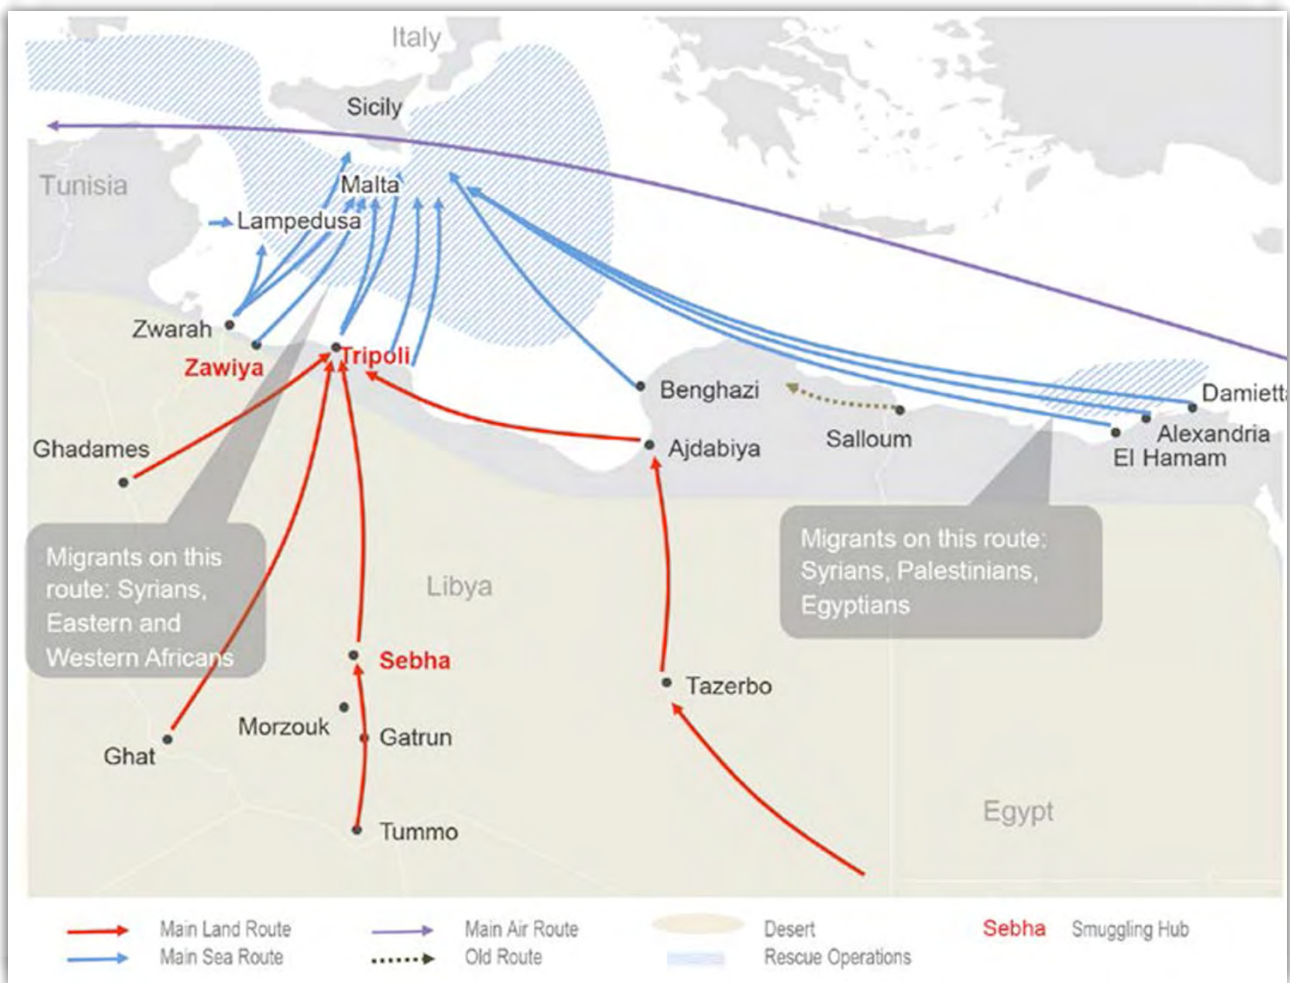 Italy
Sicily
Tunisia
Malta
Lampedusa
Zwarah
Zawiya
Tripoli
Benghazi
Damietta
Salloum
Alexandria
El Hamam
Ajdabiya
Ghadames
Migrants on this
route: Syrians,
Eastern and
Western Africans
Migrants on this route:
Syrians, Palestinians,
Egyptians
Libya
Sebha
Tazerbo
Morzouk
Gatrun
Ghat
Egypt
Tummo
Main Land Route
Main Air Route
Desert
Sebha
Smuggling Hub
Main Sea Route
Old Route
Rescue Operations